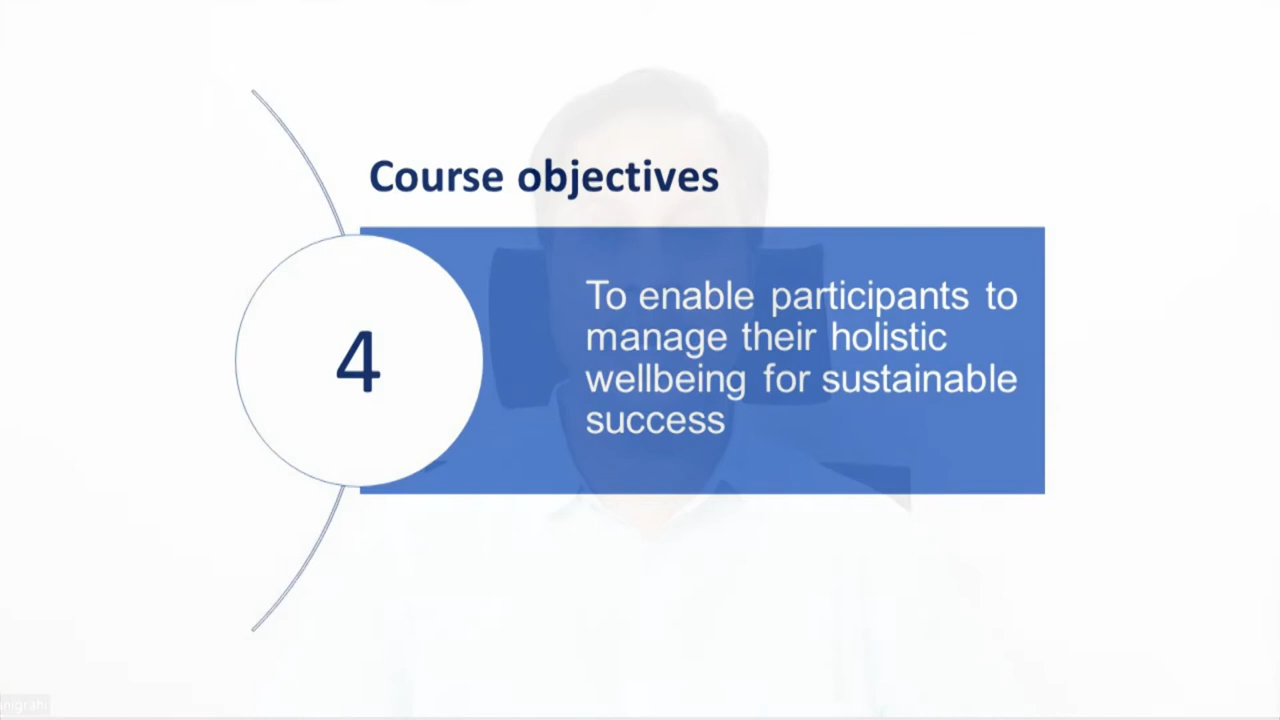 Course objectives
4
To enable participants to
manage their holistic
wellbeing for sustainable
success